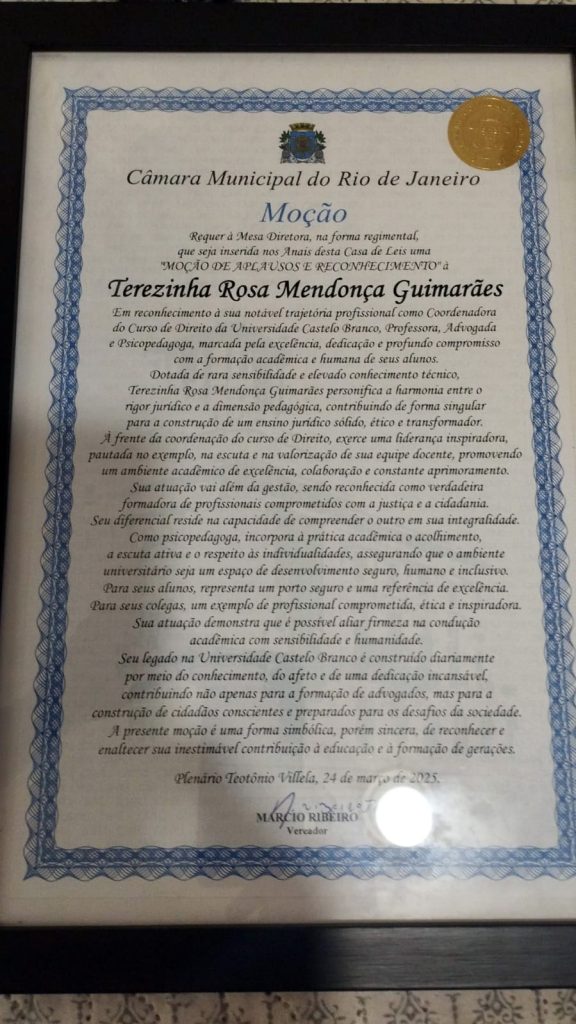 Câmara Municipal do Rio de Janeiro
Moção
Requer à Mesa Diretora, na forma regimental,
que seja inserida nos Anais desta Casa de Leis uma
"MOÇÃO DE APLAUSOS E RECONHECIMENTO" à
Terezinha Rosa Mendonça Guimarães
Em reconhecimento à sua notável trajetória profissional como Coordenadora
do Curso de Direito da Universidade Castelo Branco, Professora, Advogada
e Psicopedagoga, marcada pela excelência, dedicação e profundo compromisso
com a formação acadêmica e humana de seus alunos.
Dotada de rara sensibilidade e elevado conhecimento técnico,
Terezinha Rosa Mendonça Guimarães personifica a harmonia entre o
rigor jurídico e a dimensão pedagógica, contribuindo de forma singular
para a construção de um ensino jurídico sólido, ético e transformador.
À frente da coordenação do curso de Direito, exerce uma liderança inspiradora,
pautada no exemplo, na escuta e na valorização de sua equipe docente, promovendo
um ambiente acadêmico de excelência, colaboração e constante aprimoramento.
Sua atuação vai além da gestão, sendo reconhecida como verdadeira
formadora de profissionais comprometidos com a justiça e a cidadania.
Seu diferencial reside na capacidade de compreender o outro em sua integralidade.
Como psicopedagoga, incorpora à prática acadêmica o acolhimento,
a escuta ativa e o respeito às individualidades, assegurando que o ambiente
universitário seja um espaço de desenvolvimento seguro, humano e inclusivo.
Para seus alunos, representa um porto seguro e uma referência de excelência.
Para seus colegas, um exemplo de profissional comprometida, ética e inspiradora.
Sua atuação demonstra que é possível aliar firmeza na condução
acadêmica com sensibilidade e humanidade.
Seu legado na Universidade Castelo Branco é construído diariamente
por meio do conhecimento, do afeto e de uma dedicação incansável,
contribuindo não apenas para a formação de advogados, mas para a
construção de cidadãos conscientes e preparados para os desafios da sociedade.
A presente moção é uma forma simbólica, porém sincera, de reconhecer e
enaltecer sua inestimável contribuição à educação e à formação de gerações.
Plenário Teotônio Villela, 24 de março de 2025.
MARCIO RIBEIRO
Vereador